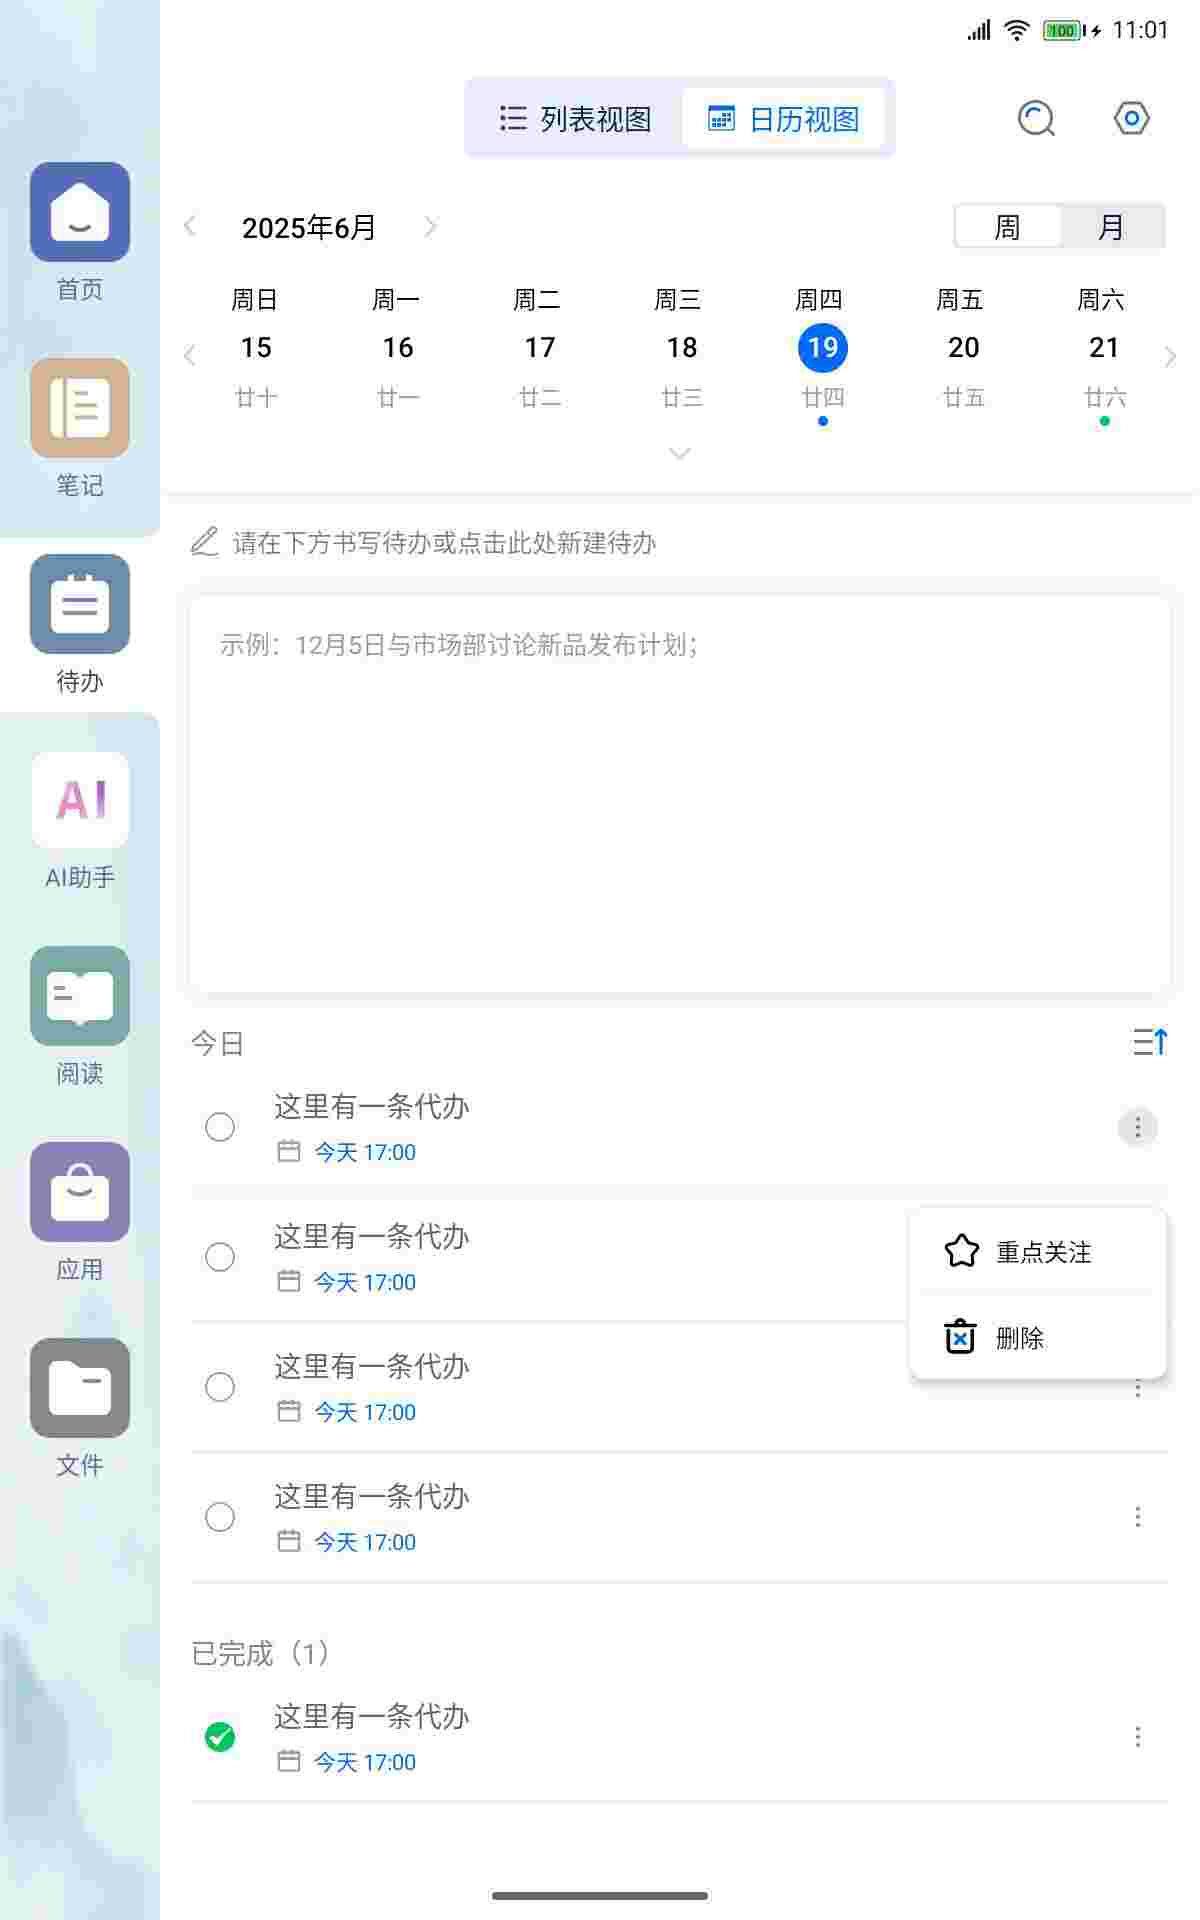 100 11:01
列表视图 日历视图
2025年6月 周 月
周日 周一 周二 周三 周四 周五 周六
15 16 17 18 19 20 21
廿十 廿一 廿二 廿三 廿四 廿五 廿六
请在下方书写待办或点击此处新建待办
示例：12月5日与市场部讨论新品发布计划；
首页
笔记
待办
AI
AI助手
阅读
应用
文件
今日
这里有一条代办
今天 17:00
这里有一条代办
今天 17:00
重点关注
删除
这里有一条代办
今天 17:00
这里有一条代办
今天 17:00
已完成（1）
这里有一条代办
今天 17:00